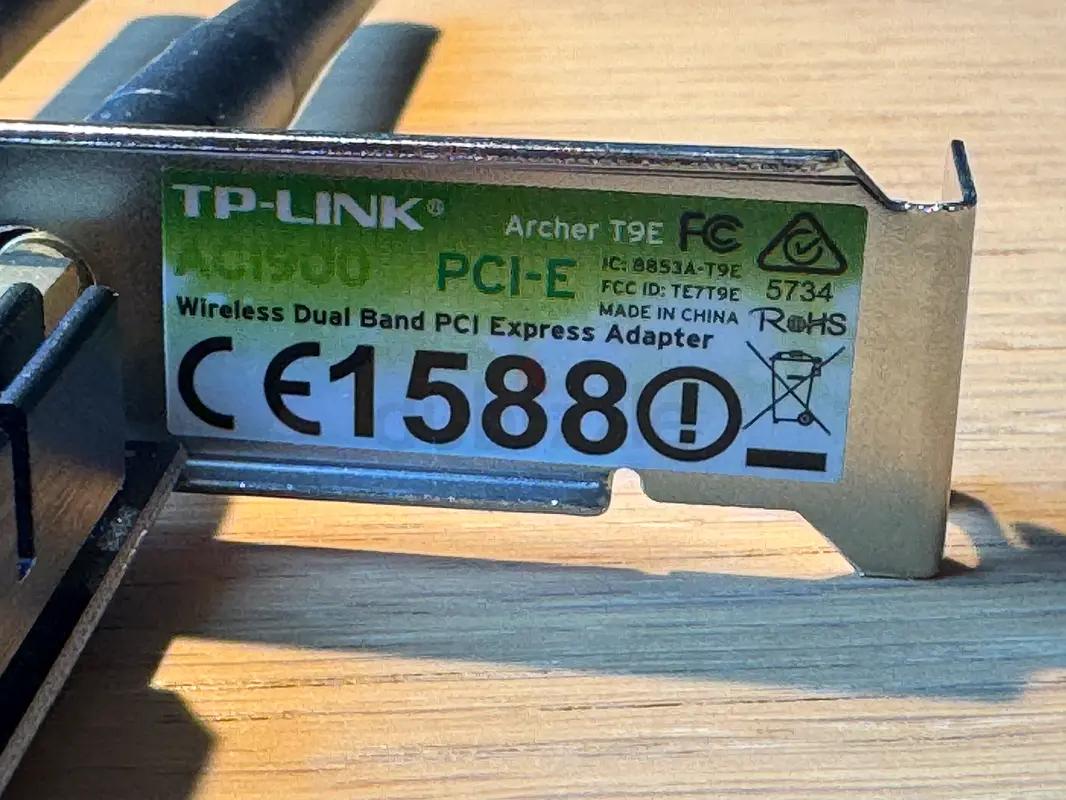 TP-LINK®
Archer T9E FC
AC1900
PCI-E
IC: 8853A-T9E
FCC ID: TE7T9E
MADE IN CHINA
5734
RoHS
Wireless Dual Band PCI Express Adapter
CE1588